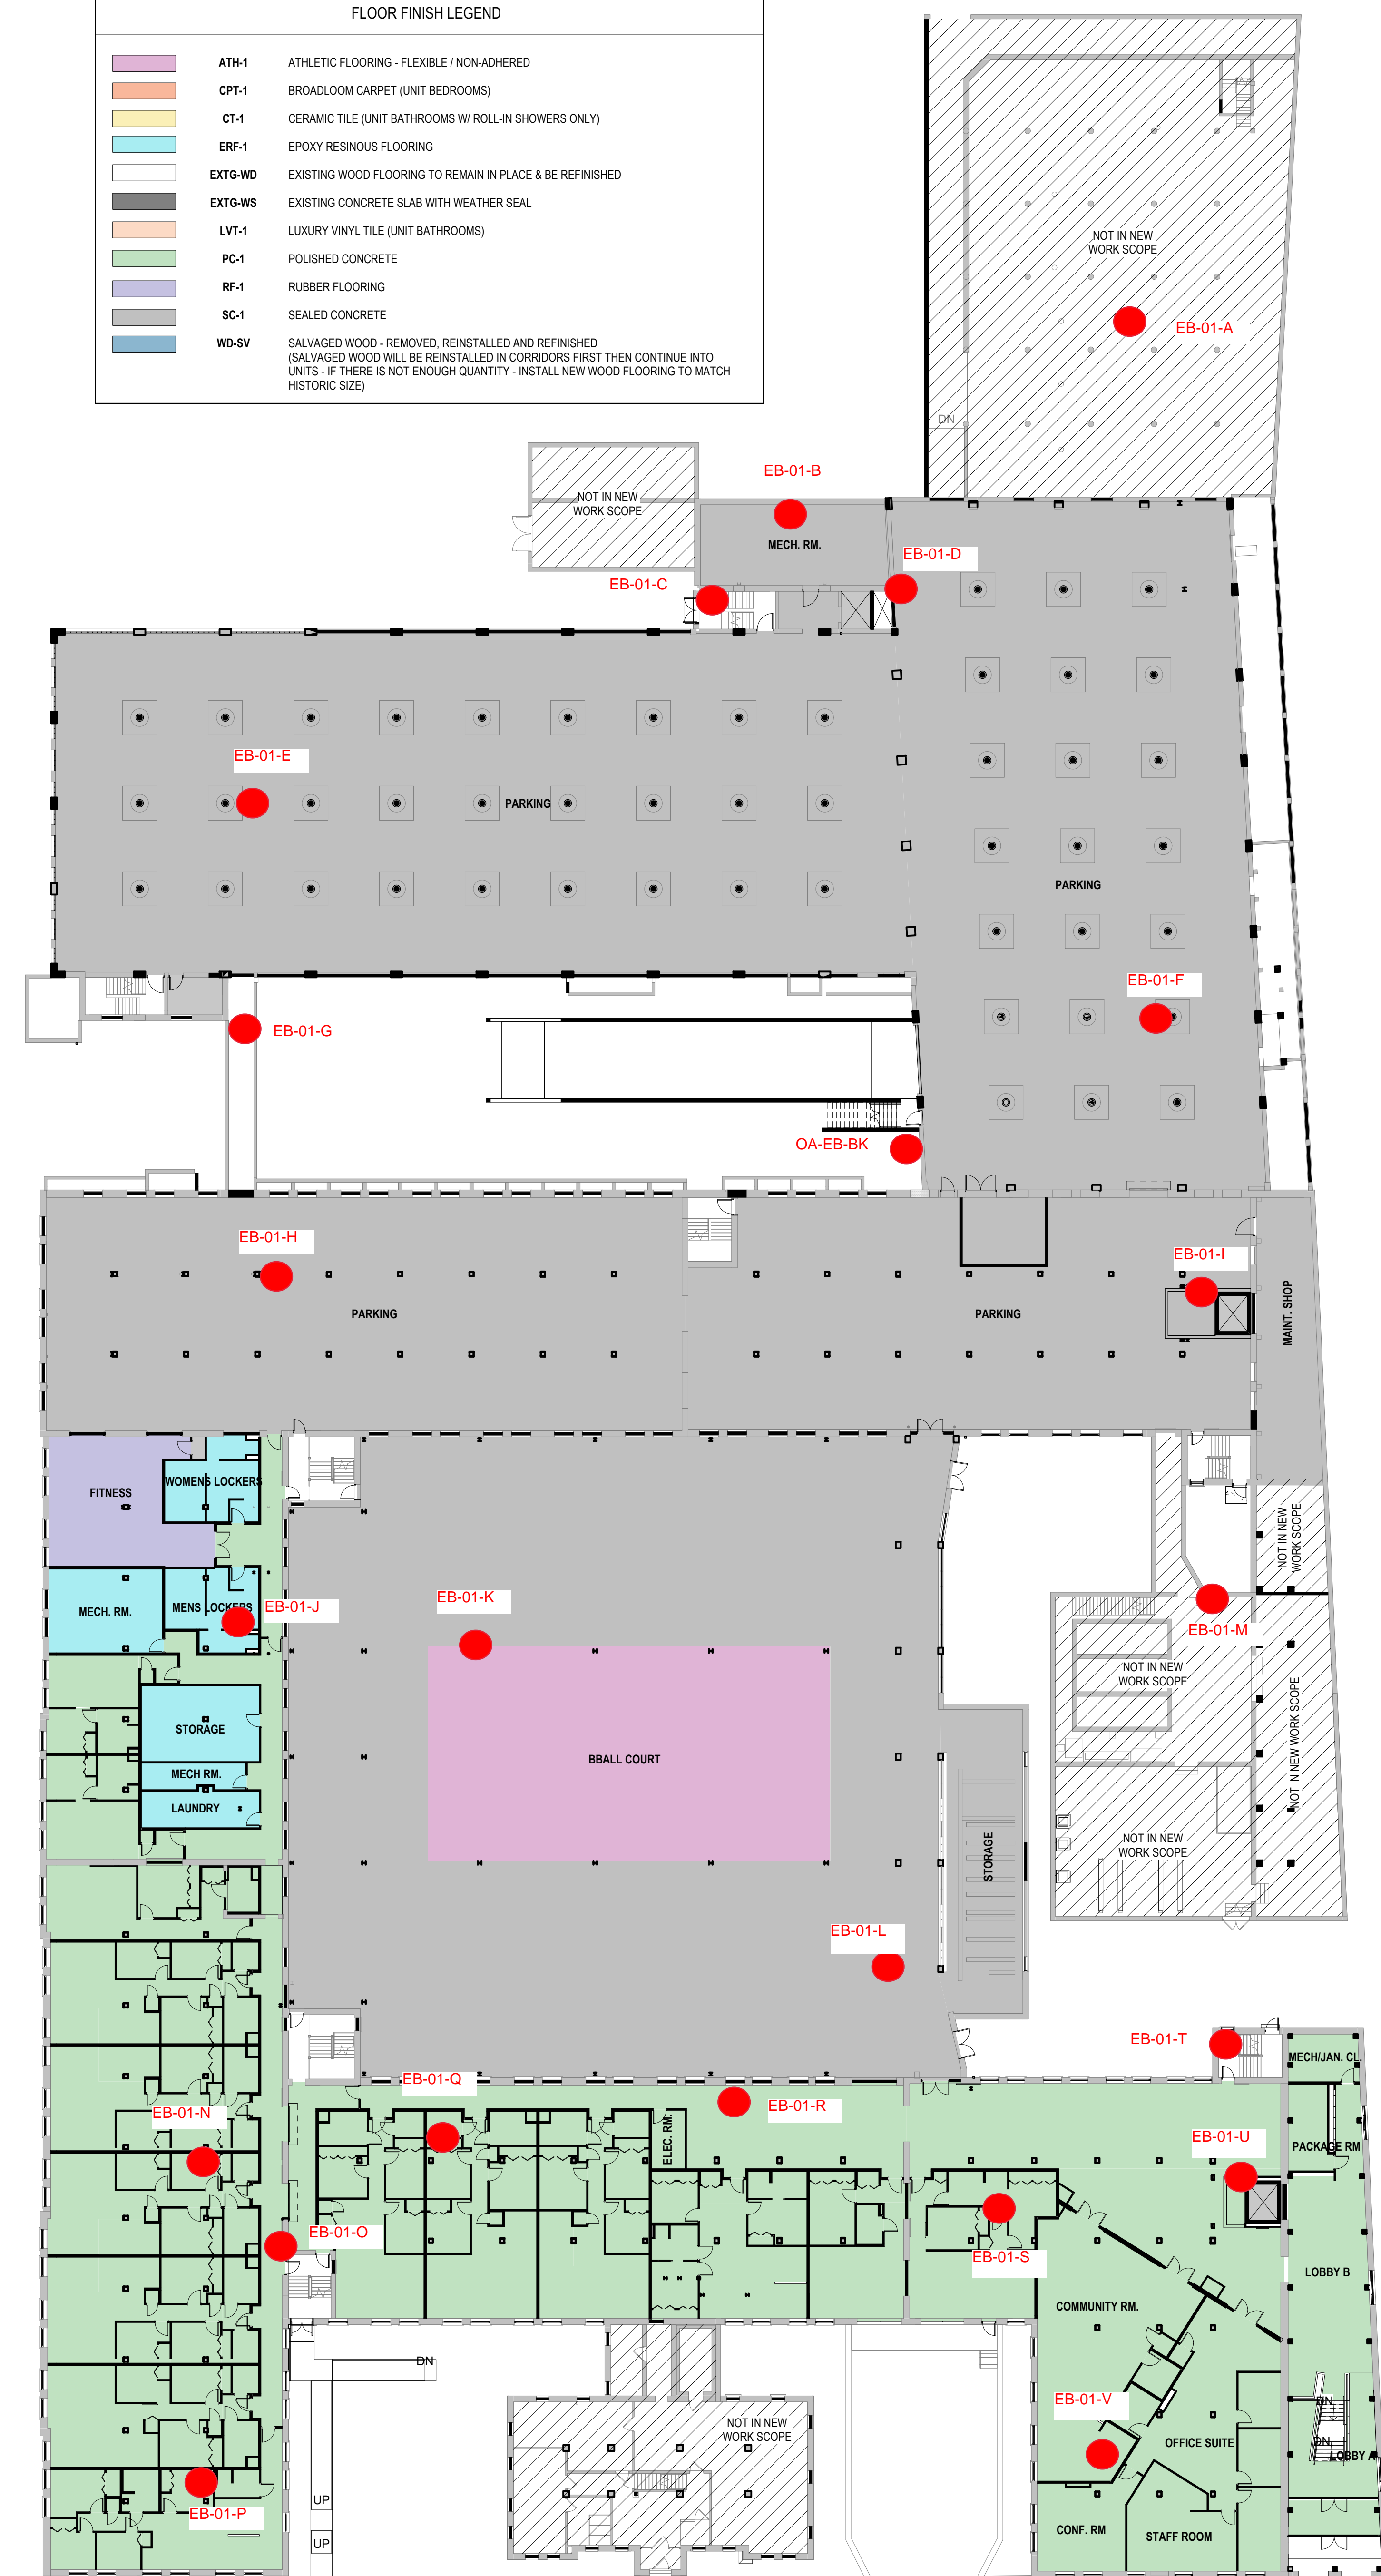 FLOOR FINISH LEGEND
ATH-1 ATHLETIC FLOORING - FLEXIBLE / NON-ADHERED
CPT-1 BROADLOOM CARPET (UNIT BEDROOMS)
CT-1 CERAMIC TILE (UNIT BATHROOMS W/ ROLL-IN SHOWERS ONLY)
ERF-1 EPOXY RESINOUS FLOORING
EXTG-WD EXISTING WOOD FLOORING TO REMAIN IN PLACE & BE REFINISHED
EXTG-WS EXISTING CONCRETE SLAB WITH WEATHER SEAL
LVT-1 LUXURY VINYL TILE (UNIT BATHROOMS)
PC-1 POLISHED CONCRETE
RF-1 RUBBER FLOORING
SC-1 SEALED CONCRETE
WD-SV SALVAGED WOOD - REMOVED, REINSTALLED AND REFINISHED
(SALVAGED WOOD WILL BE REINSTALLED IN CORRIDORS FIRST THEN CONTINUE INTO
UNITS - IF THERE IS NOT ENOUGH QUANTITY - INSTALL NEW WOOD FLOORING TO MATCH
HISTORIC SIZE)
NOT IN NEW
WORK SCOPE
EB-01-A
DN
EB-01-B
NOT IN NEW
WORK SCOPE
MECH. RM.
EB-01-D
EB-01-C
EB-01-E
PARKING
PARKING
EB-01-F
EB-01-G
OA-EB-BK
EB-01-H
EB-01-I
PARKING
PARKING
MAINT. SHOP
WOMENS LOCKERS
FITNESS
NOT IN NEW
WORK SCOPE
EB-01-K
EB-01-J
MENS LOCKERS
MECH. RM.
EB-01-M
NOT IN NEW
WORK SCOPE
NOT IN NEW WORK SCOPE
STORAGE
BBALL COURT
MECH RM.
LAUNDRY
STORAGE
NOT IN NEW
WORK SCOPE
EB-01-L
EB-01-T
MECH/JAN. CL.
EB-01-Q
EB-01-R
EB-01-N
ELEC. RM.
EB-01-U
PACKAGE RM
EB-01-O
EB-01-S
LOBBY B
COMMUNITY RM.
DN
EB-01-V
DN
NOT IN NEW
WORK SCOPE
OFFICE SUITE
DN
LOBBY A
UP
EB-01-P
CONF. RM
STAFF ROOM
UP